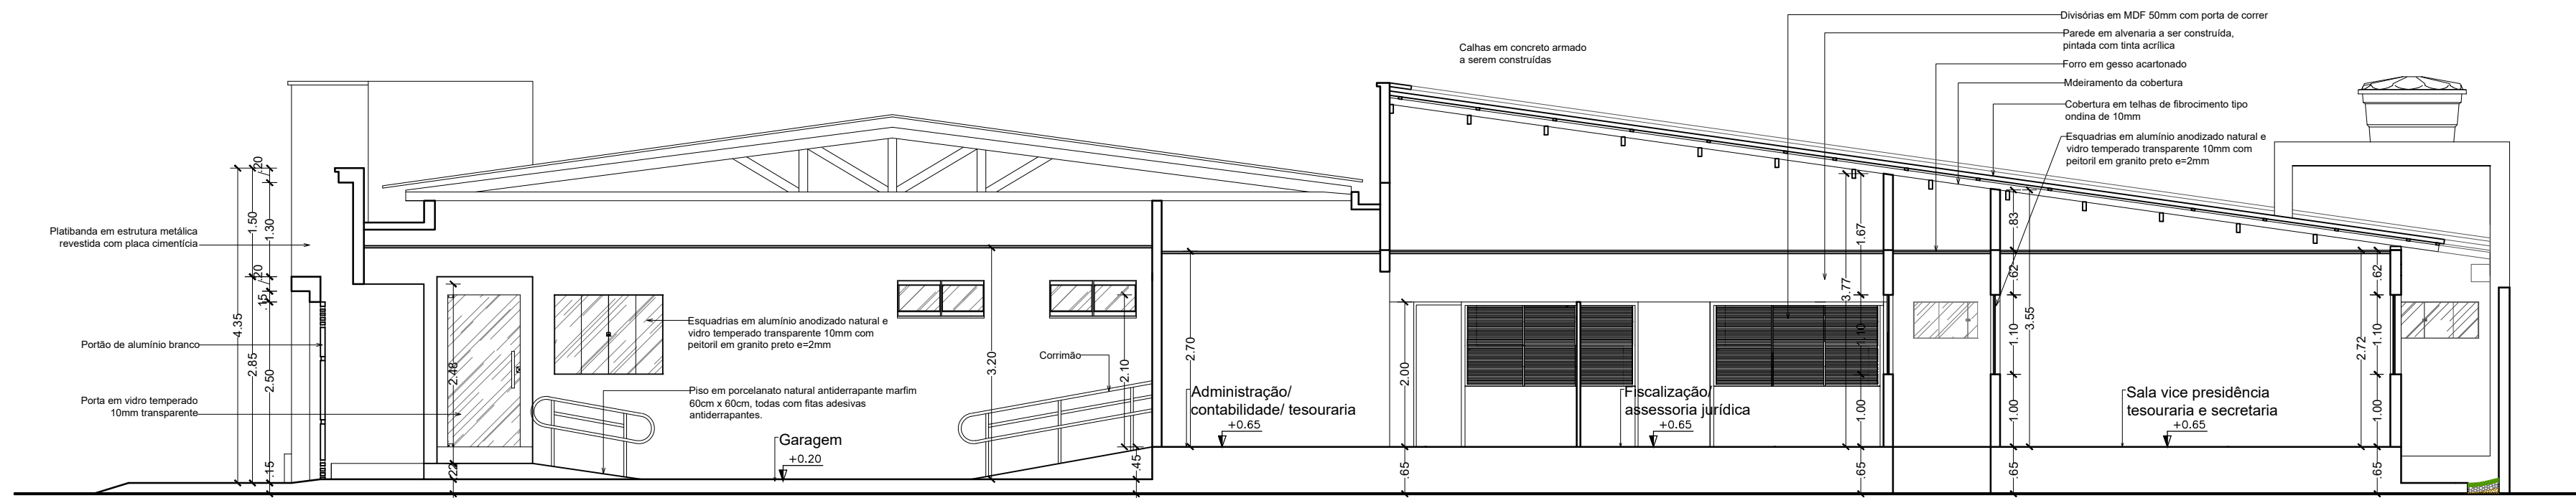 Divisórias em MDF 50mm com porta de correr
Parede em alvenaria a ser construída,
pintada com tinta acrílica
Calhas em concreto armado
a serem construídas
Forro em gesso acartonado
Mdeiramento da cobertura
Cobertura em telhas de fibrocimento tipo
ondina de 10mm
Esquadrias em alumínio anodizado natural e
vidro temperado transparente 10mm com
peitoril em granito preto e=2mm
Platibanda em estrutura metálica
revestida com placa cimentícia
Portão de alumínio branco
Porta em vidro temperado
10mm transparente
Esquadrias em alumínio anodizado natural e
vidro temperado transparente 10mm com
peitoril em granito preto e=2mm
Corrimão
Piso em porcelanato natural antiderrapante marfim
60cm x 60cm, todas com fitas adesivas
antiderrapantes.
Garagem
+0.20
Administração/
contabilidade/ tesouraria
+0.65
Fiscalização/
assessoria jurídica
+0.65
Sala vice presidência
tesouraria e secretaria
+0.65
4.35
1.50
2.85
.20
1.30
.20
.15
2.50
.15
2.48
.22
3.20
2.10
.45
2.70
2.00
.65
3.77
1.67
1.10
1.00
.65
.83
.62
1.10
1.00
.65
3.55
2.72
.62
1.10
1.00
.65